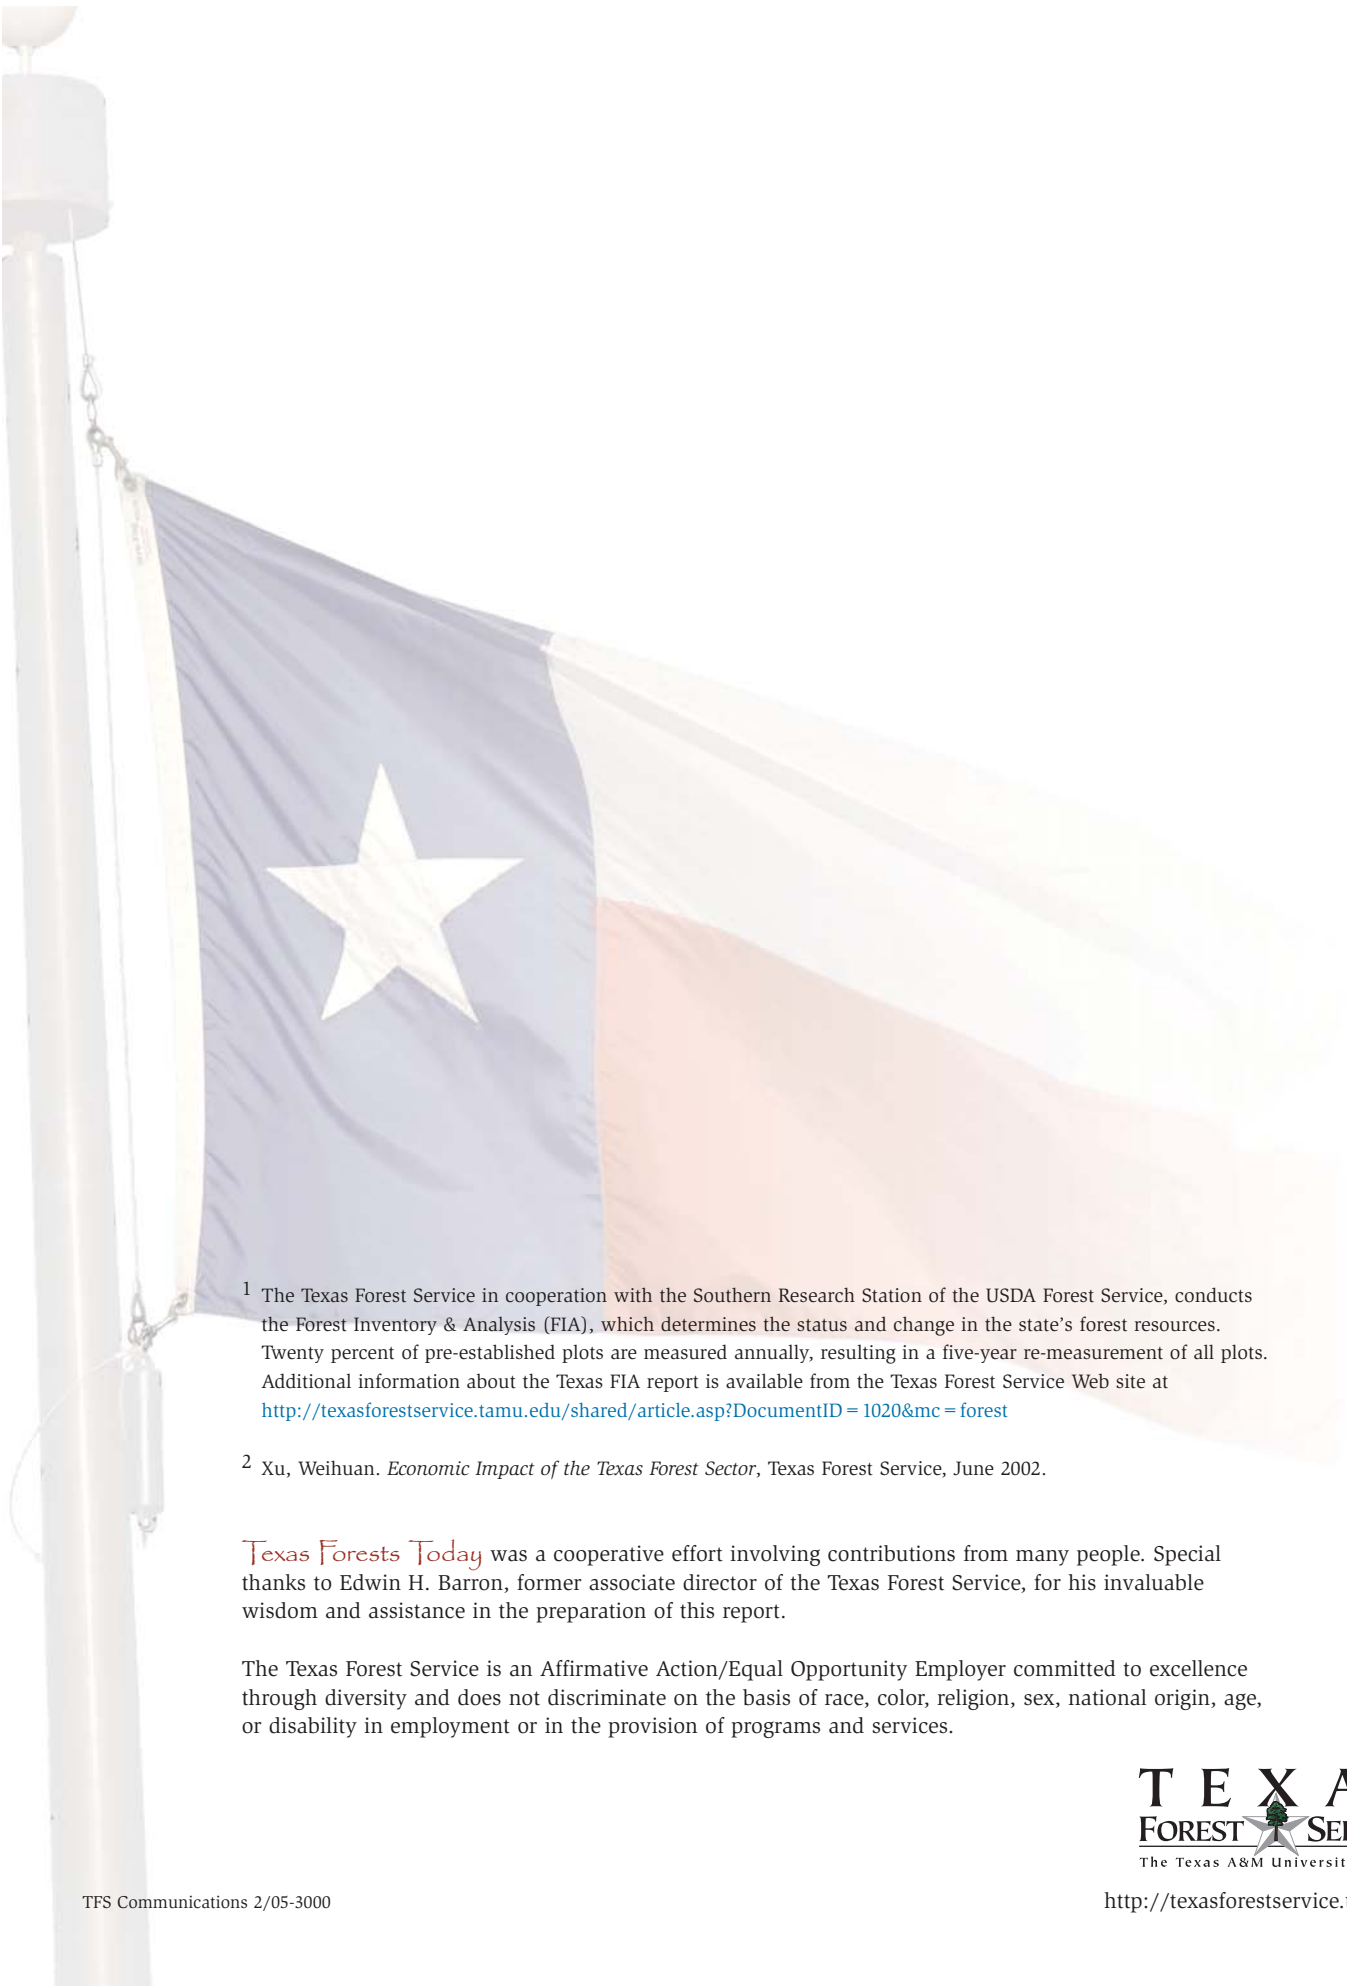 1 The Texas Forest Service in cooperation with the Southern Research Station of the USDA Forest Service, conducts
the Forest Inventory & Analysis (FIA), which determines the status and change in the state's forest resources.
Twenty percent of pre-established plots are measured annually, resulting in a five-year re-measurement of all plots.
Additional information about the Texas FIA report is available from the Texas Forest Service Web site at
http://texasforestservice.tamu.edu/shared/article.asp?DocumentID=1020&mc=forest
2 Xu, Weihuan. Economic Impact of the Texas Forest Sector, Texas Forest Service, June 2002.
Texas Forests Today was a cooperative effort involving contributions from many people. Special
thanks to Edwin H. Barron, former associate director of the Texas Forest Service, for his invaluable
wisdom and assistance in the preparation of this report.
The Texas Forest Service is an Affirmative Action/Equal Opportunity Employer committed to excellence
through diversity and does not discriminate on the basis of race, color, religion, sex, national origin, age,
or disability in employment or in the provision of programs and services.
T E X A
FOREST SE
The Texas A&M Universit
TFS Communications 2/05-3000
http://texasforestservice.